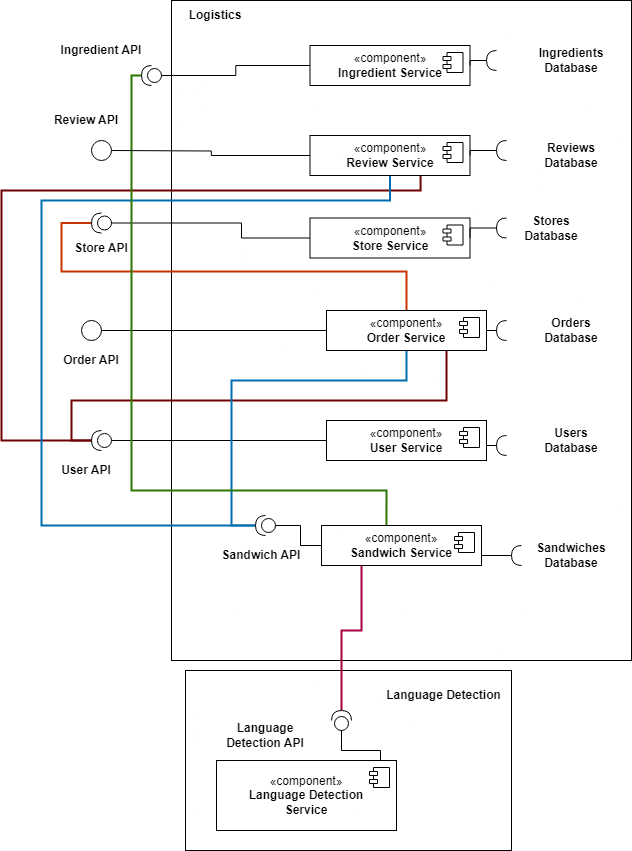 Logistics
Ingredient API
«component»
Ingredient Service
Ingredients
Database
Review API
«component»
Review Service
Reviews
Database
Store API
«component»
Store Service
Stores
Database
Order API
«component»
Order Service
Orders
Database
User API
«component»
User Service
Users
Database
Sandwich API
«component»
Sandwich Service
Sandwiches
Database
Language Detection
Language
Detection API
«component»
Language Detection
Service